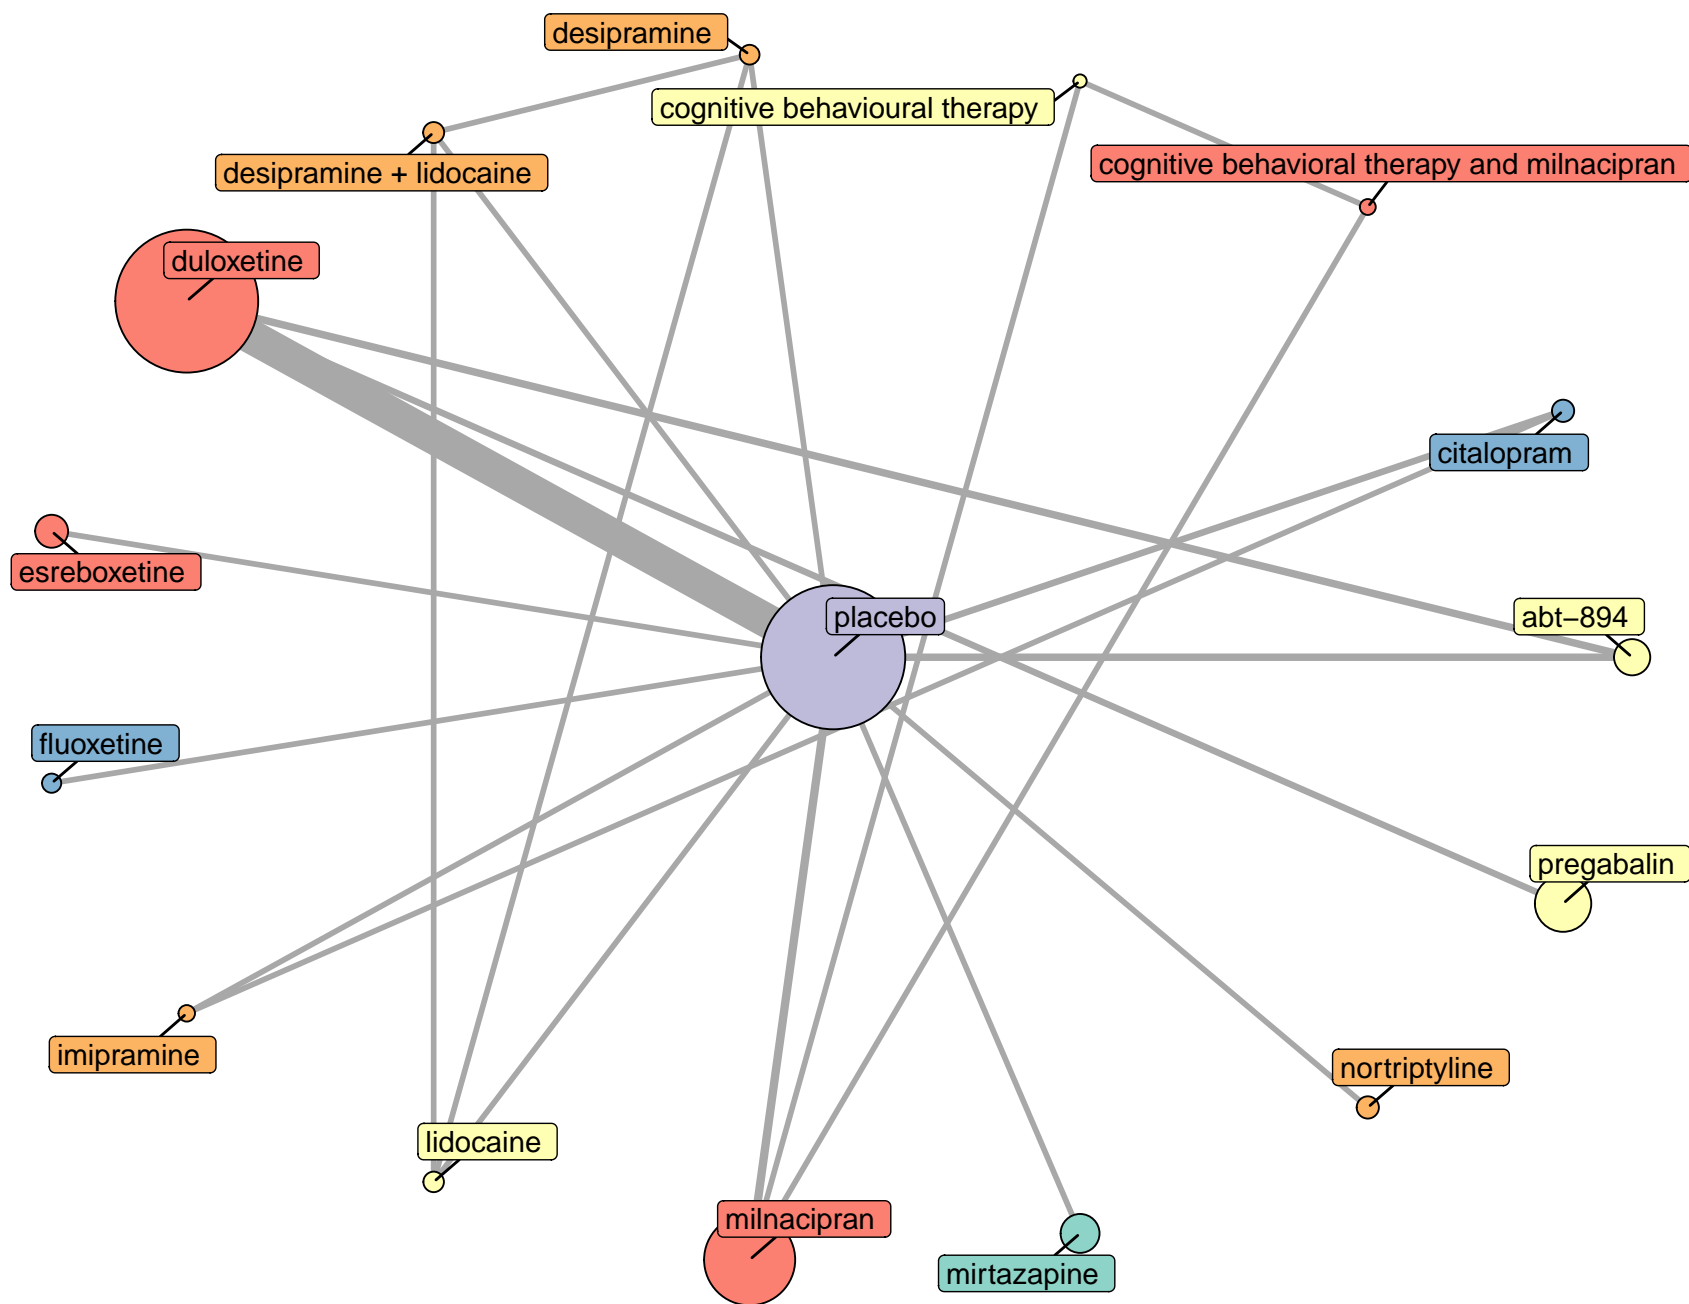 desipramine
cognitive behavioural therapy
cognitive behavioral therapy and milnacipran
desipramine + lidocaine
duloxetine
citalopram
esreboxetine
placebo
abt−894
fluoxetine
pregabalin
imipramine
nortriptyline
lidocaine
milnacipran
mirtazapine